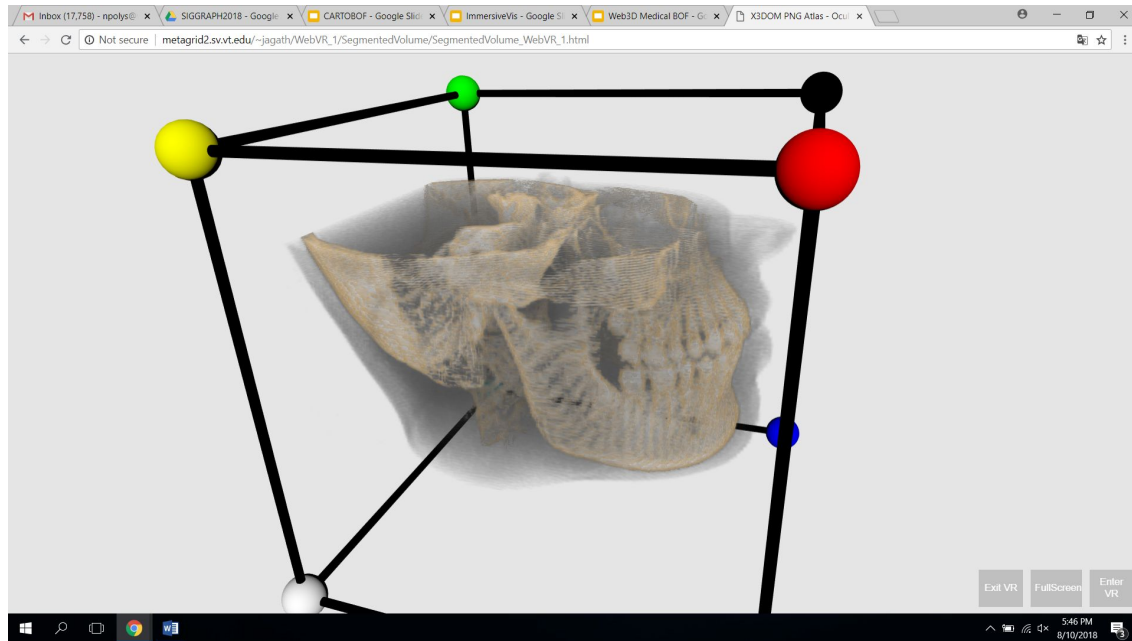 Inbox (17,758) - npolys@
SIGGRAPH2018 - Google
CARTOBOF - Google Slid
ImmersiveVis - Google Sl
Web3D Medical BOF - Go
X3DOM PNG Atlas - Ocul
Not secure | metagrid2.sv.vt.edu/~jagath/WebVR_1/SegmentedVolume/SegmentedVolume_WebVR_1.html
Exit VR
FullScreen
Enter
VR
5:46 PM
8/10/2018
3